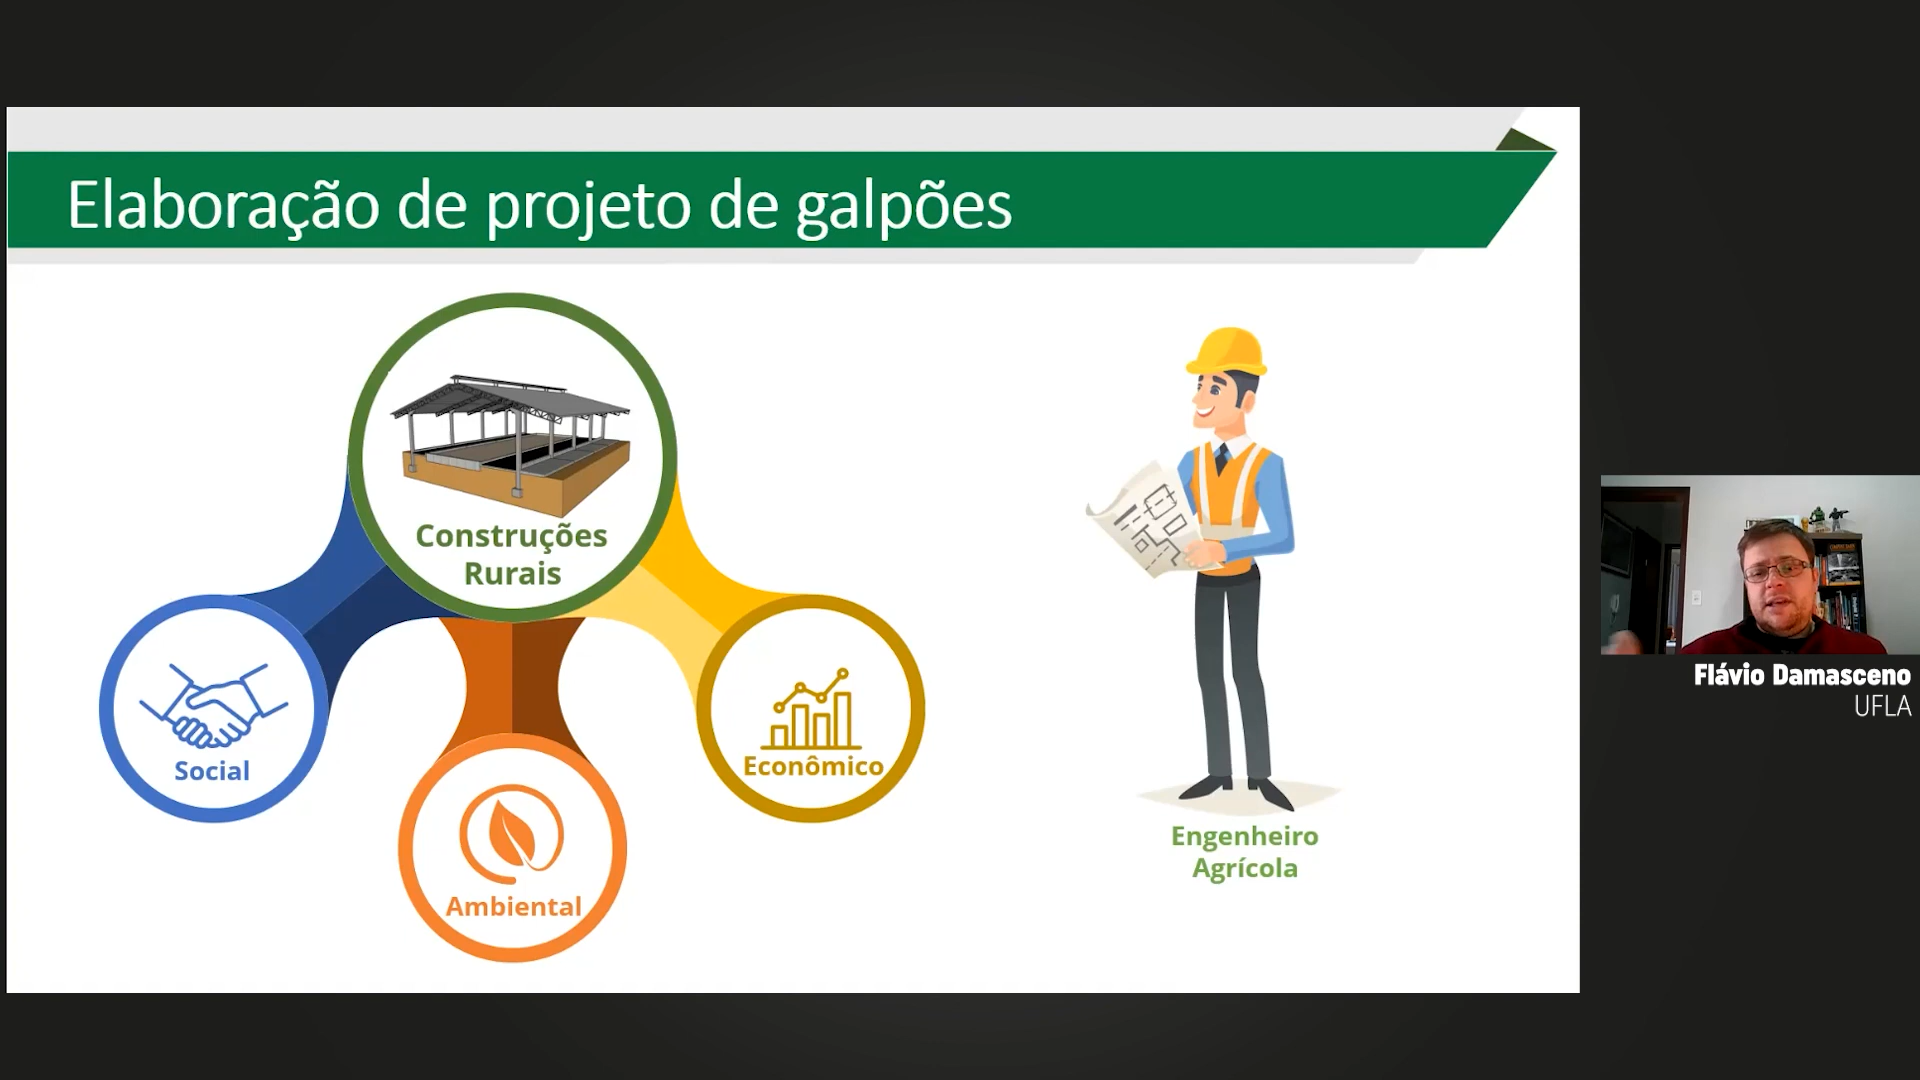 Elaboração de projeto de galpões
Construções
Rurais
Social
Ambiental
Econômico
Engenheiro
Agrícola
Flávio Damasceno
UFLA